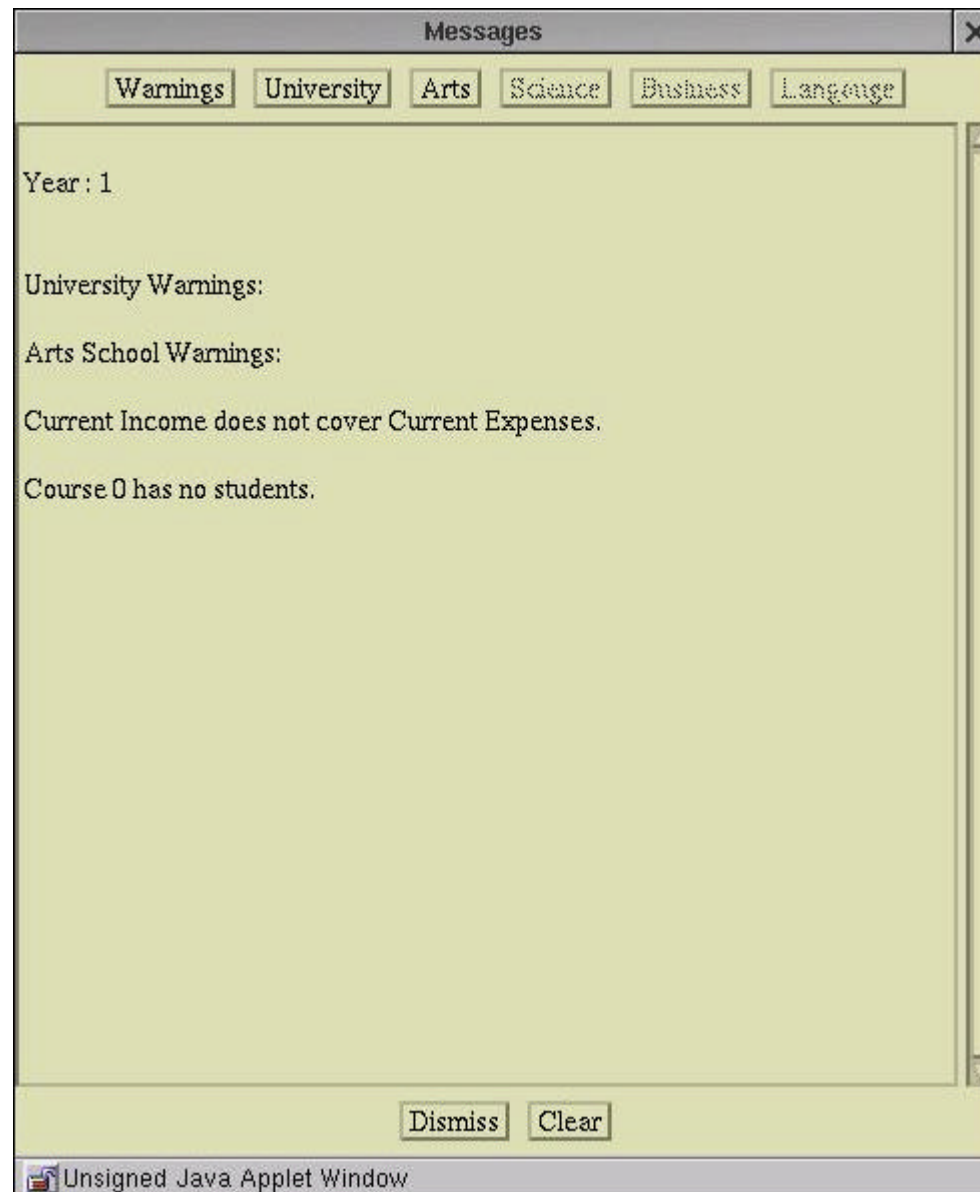 Messages
Warnings University Arts Science Business Langouge
Year : 1
University Warnings:
Arts School Warnings:
Current Income does not cover Current Expenses.
Course 0 has no students.
Dismiss Clear
Unsigned Java Applet Window